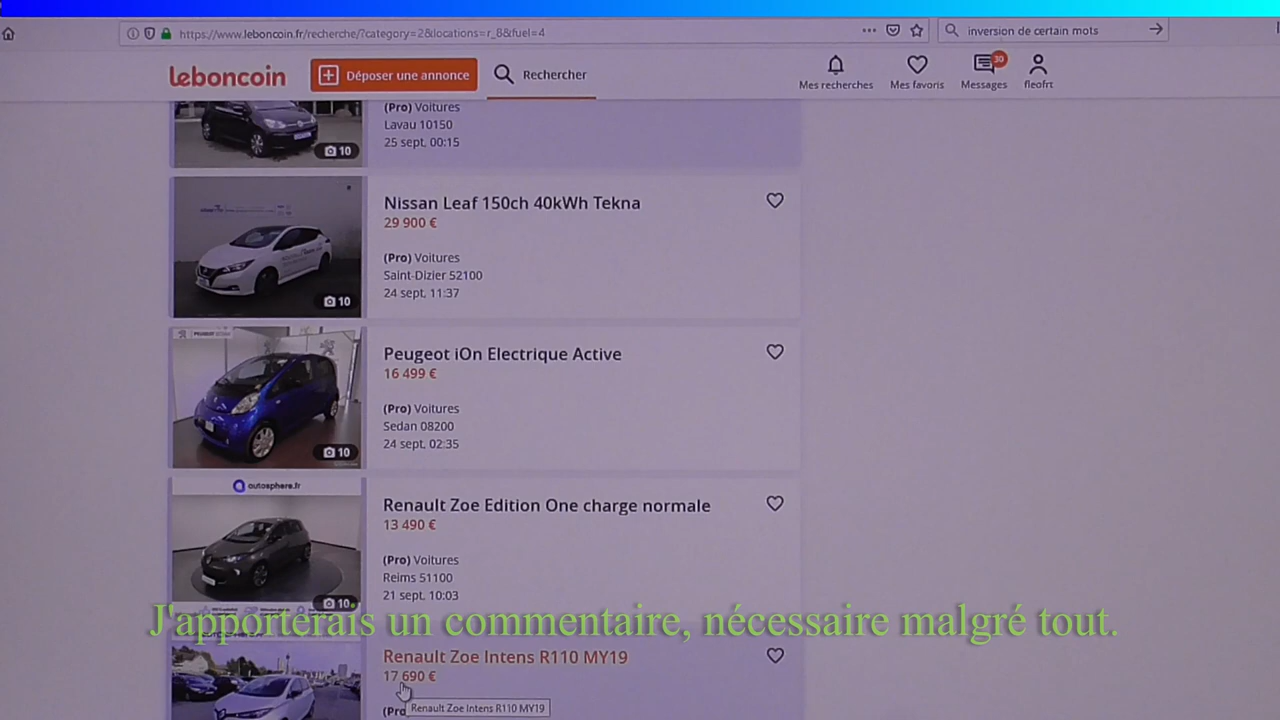 https://www.leboncoin.fr/recherche/?category=2&locations=r_8&fuel=4
inversion de certain mots
leboncoin
Déposer une annonce
Rechercher
Mes recherches
Mes favoris
30
Messages
fleofrt
(Pro) Voitures
Lavau 10150
25 sept, 00:15
10
Nissan Leaf 150ch 40kWh Tekna
29 900 €
(Pro) Voitures
Saint-Dizier 52100
24 sept, 11:37
10
Peugeot iOn Electrique Active
16 499 €
(Pro) Voitures
Sedan 08200
24 sept, 02:35
10
autosphere.fr
Renault Zoe Edition One charge normale
13 490 €
(Pro) Voitures
Reims 51100
21 sept, 10:03
10
J'apporterais un commentaire, nécessaire malgré tout.
Renault Zoe Intens R110 MY19
17 690 €
(Pro
Renault Zoe Intens R110 MY19